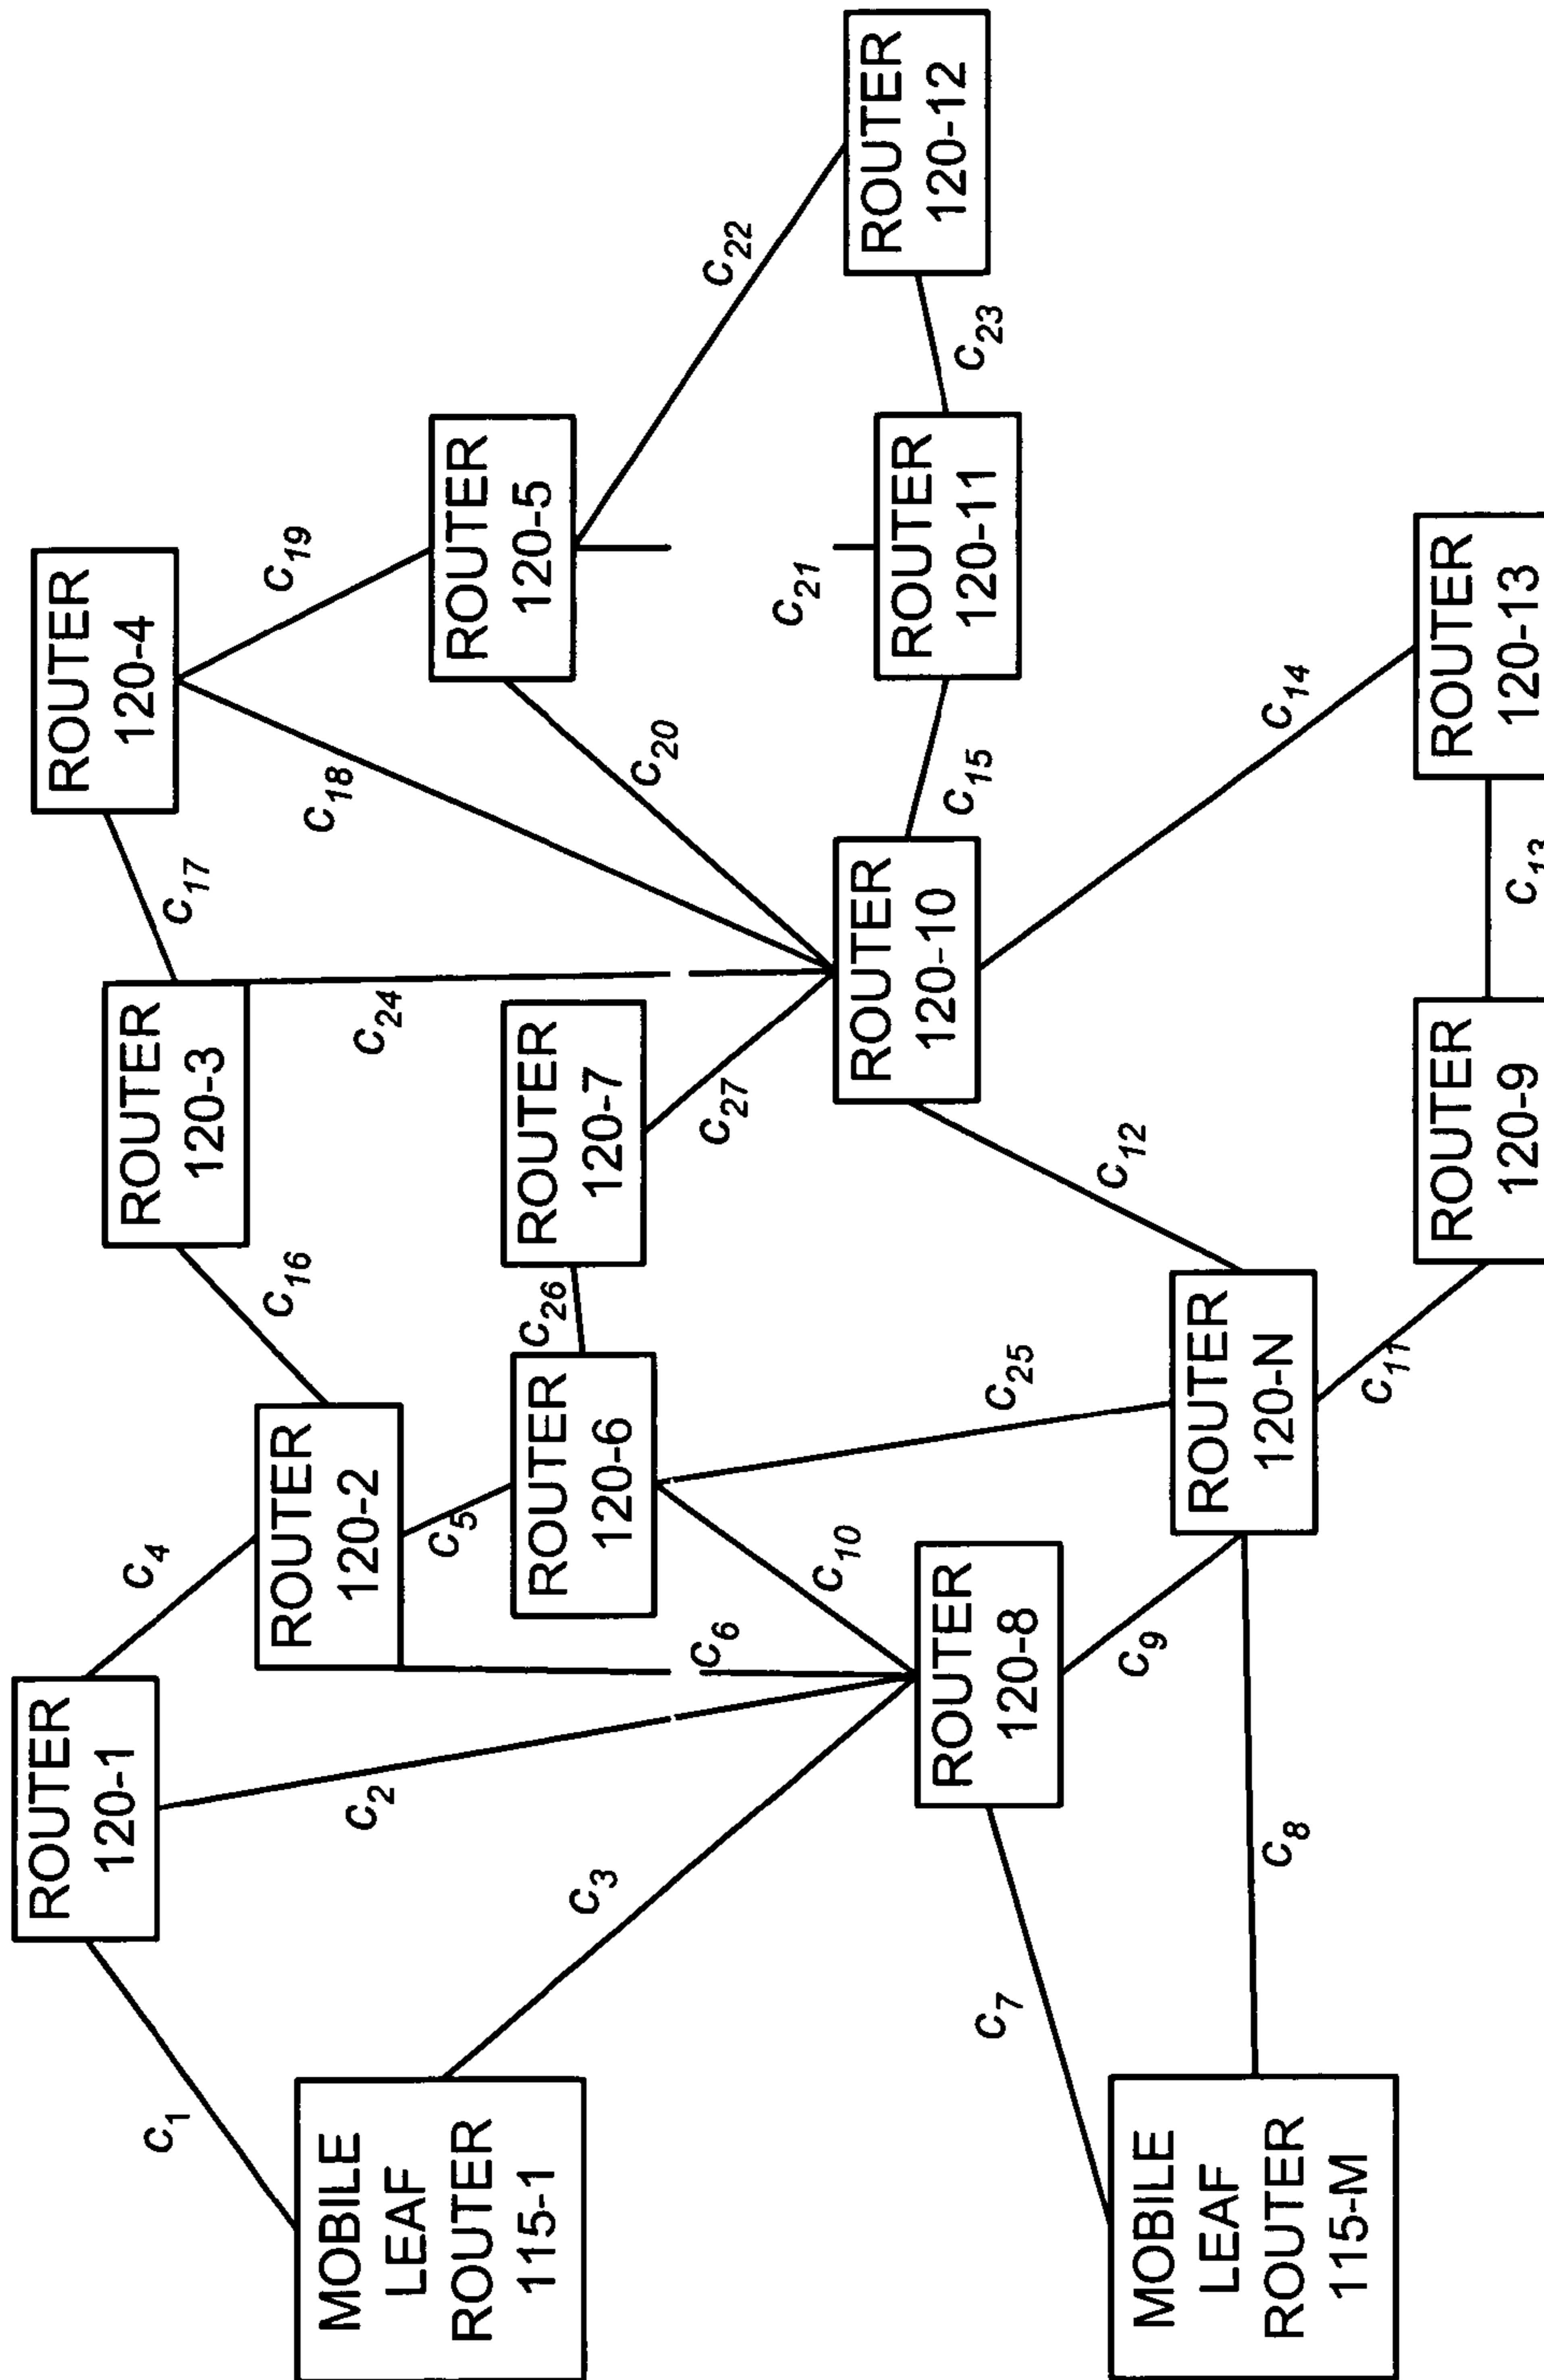 ROUTER
120-1
ROUTER
120-2
ROUTER
120-3
ROUTER
120-4
ROUTER
120-5
ROUTER
120-6
ROUTER
120-7
MOBILE
LEAF
ROUTER
115-1
ROUTER
120-8
ROUTER
120-10
ROUTER
120-11
ROUTER
120-12
MOBILE
LEAF
ROUTER
115-M
ROUTER
120-N
ROUTER
120-9
ROUTER
120-13
c1
c2
c3
c4
c5
c6
c7
c8
c9
c10
c11
c12
c13
c14
c15
c16
c17
c18
c19
c20
c21
c22
c23
c24
c25
c26
c27